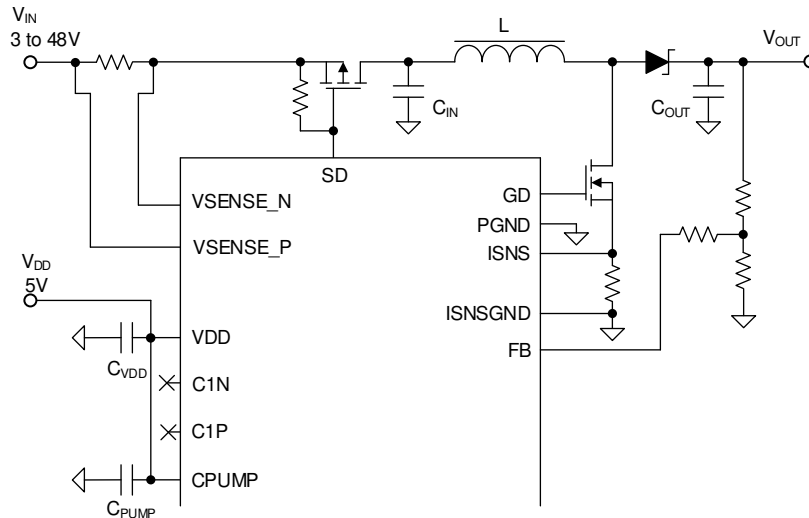 VIN
3 to 48V
L
VOUT
CIN
COUT
SD
GD
VSENSE_N
PGND
VSENSE_P
ISNS
VDD
5V
ISNSGND
VDD
FB
CVDD
C1N
C1P
CPUMP
CPUMP